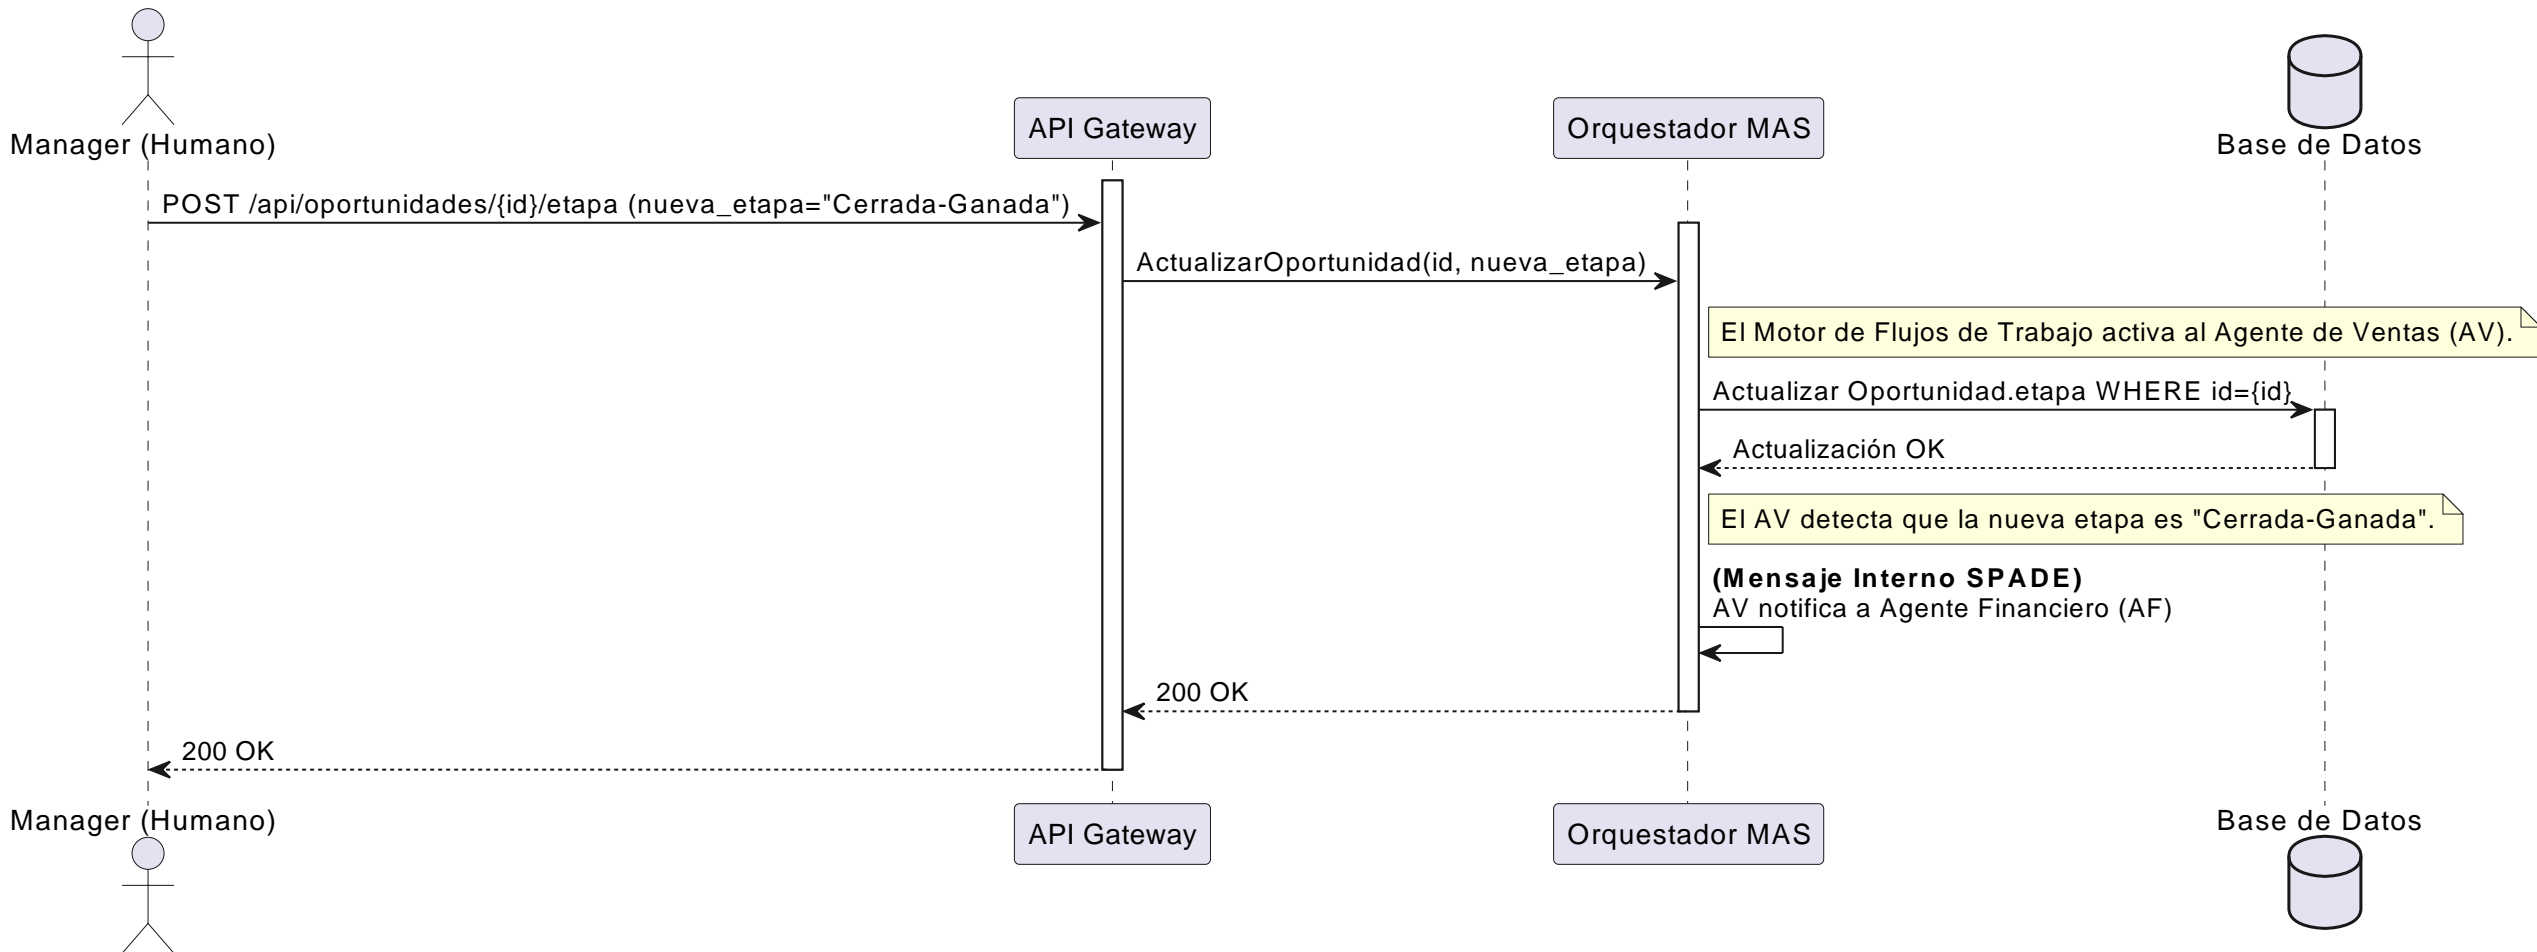 Manager (Humano)
API Gateway
Orquestador MAS
Base de Datos
POST /api/oportunidades/{id}/etapa (nueva_etapa="Cerrada-Ganada")
ActualizarOportunidad(id, nueva_etapa)
El Motor de Flujos de Trabajo activa al Agente de Ventas (AV).
Actualizar Oportunidad.etapa WHERE id={id}
Actualización OK
El AV detecta que la nueva etapa es "Cerrada-Ganada".
(Mensaje Interno SPADE)
AV notifica a Agente Financiero (AF)
200 OK
200 OK
Manager (Humano)
API Gateway
Orquestador MAS
Base de Datos